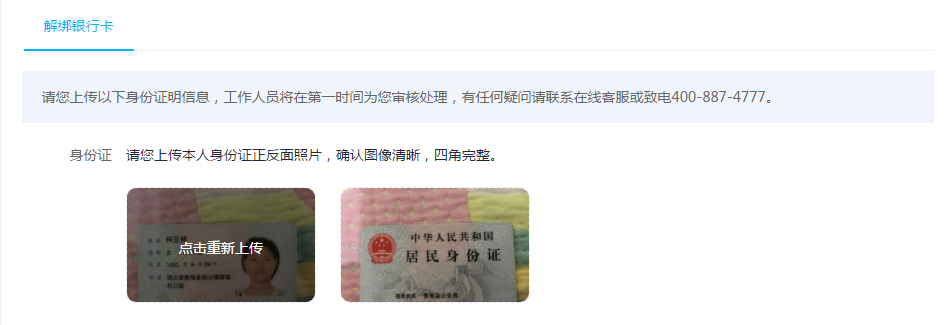 解绑银行卡
请您上传以下身份证明信息，工作人员将在第一时间为您审核处理，有任何疑问请联系在线客服或致电400-887-4777。
身份证 请您上传本人身份证正反面照片，确认图像清晰，四角完整。
点击重新上传
中华人民共和国
居民身份证